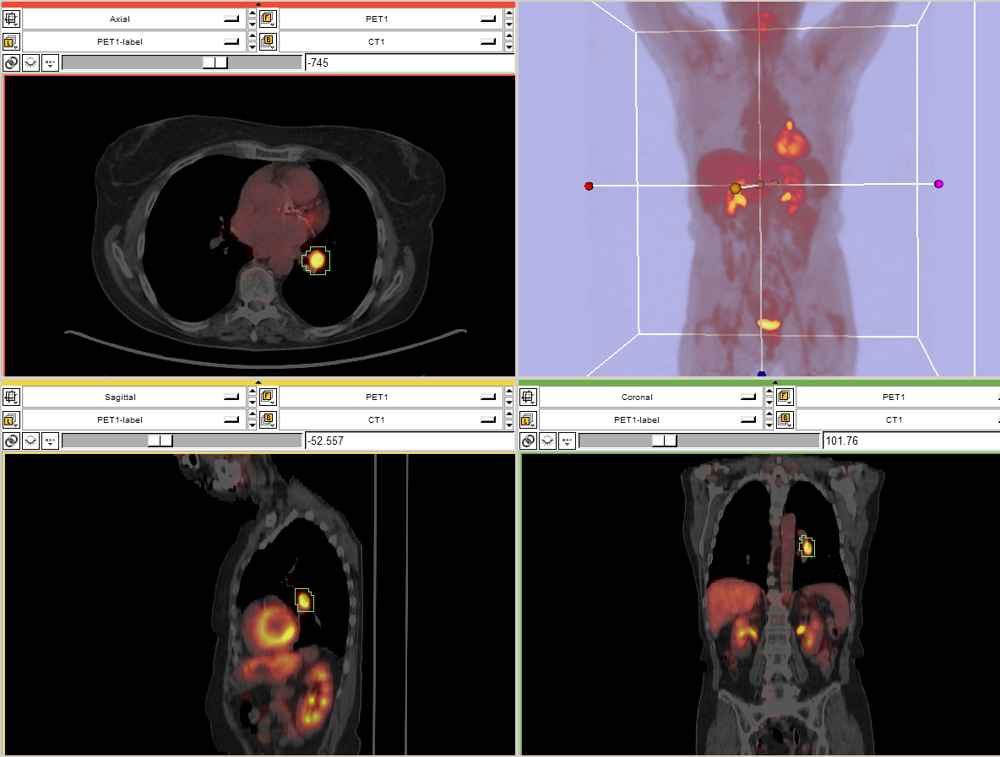 Axial
F
PET1
L
PET1-label
B
CT1
-745
Sagittal
F
PET1
L
PET1-label
B
CT1
-52.557
Coronal
F
PET1
L
PET1-label
B
CT1
101.76